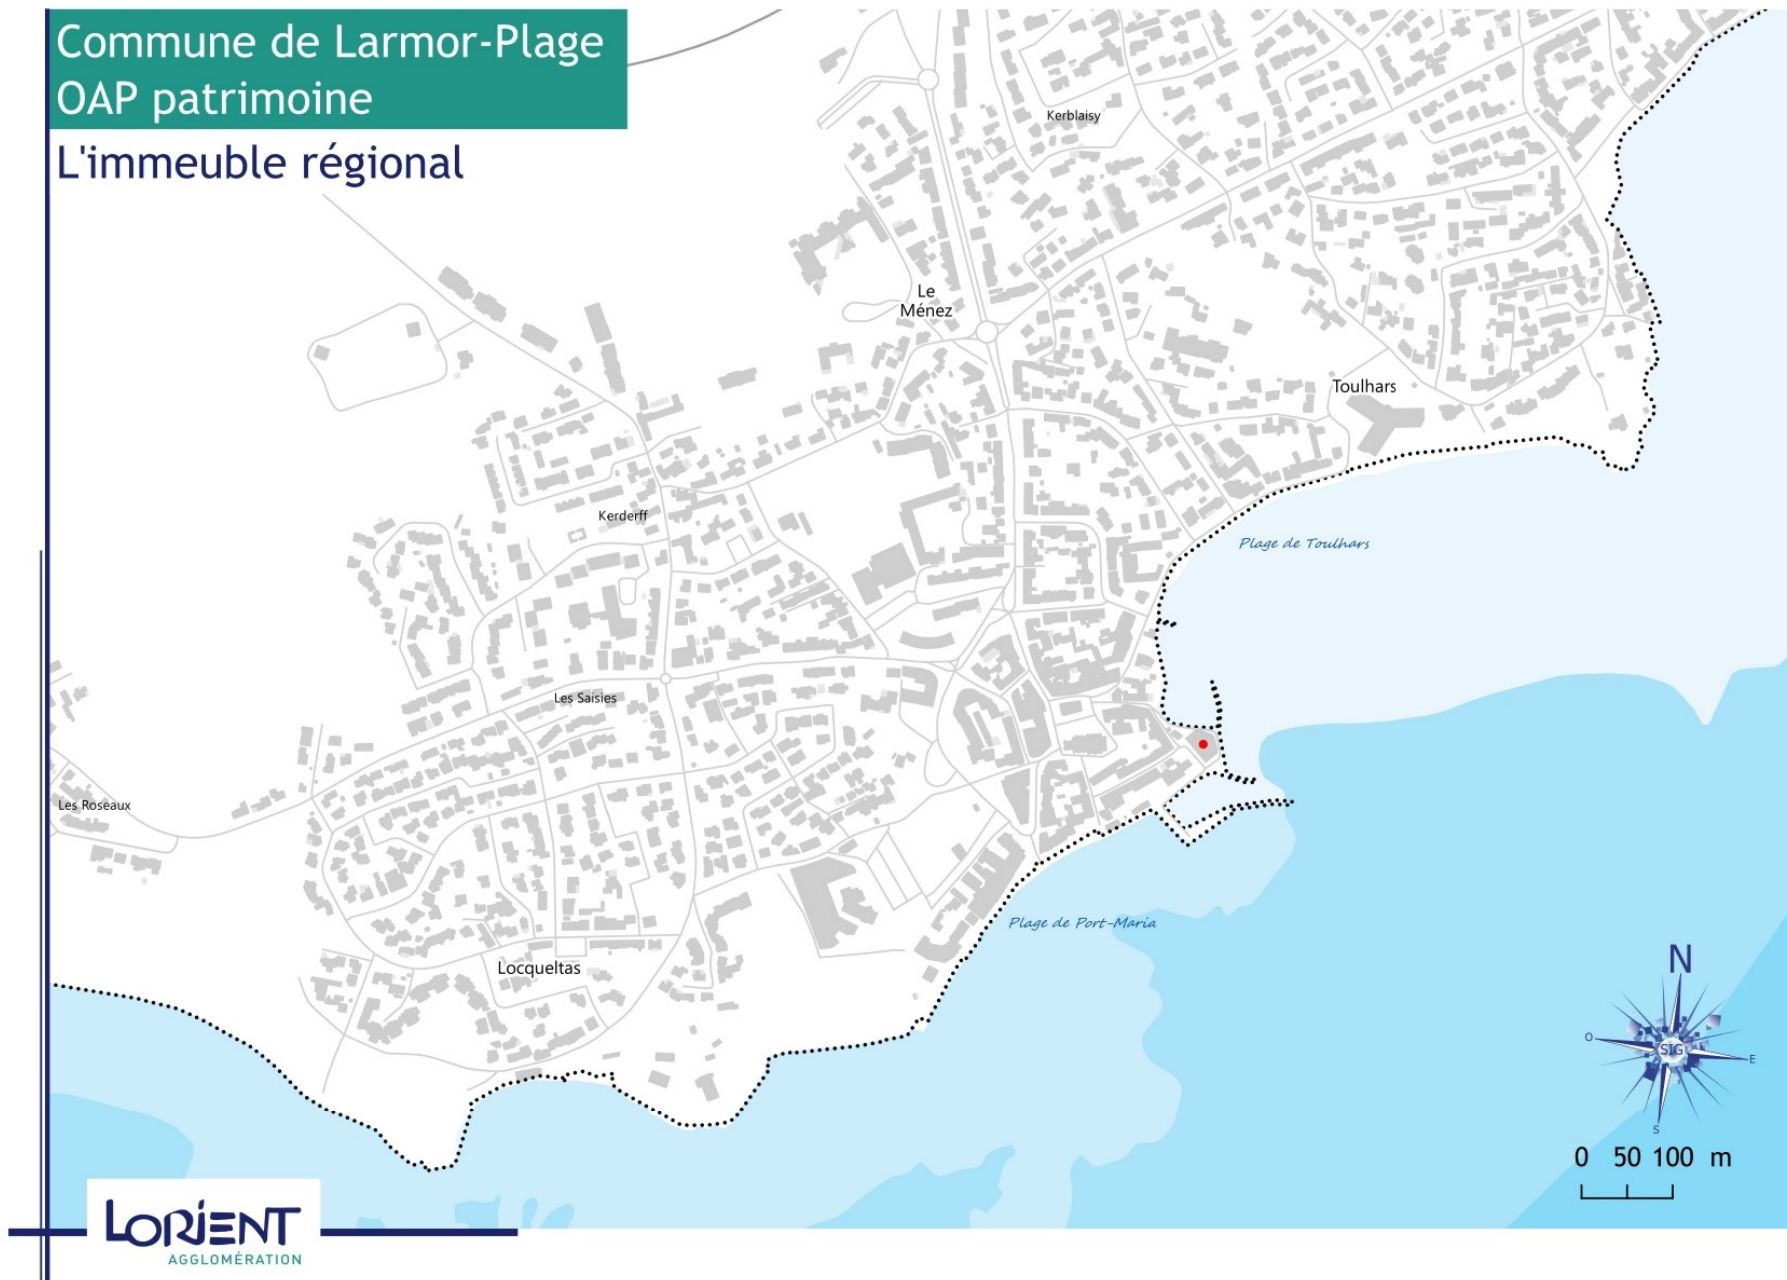 Commune de Larmor-Plage
OAP patrimoine
L'immeuble régional
Kerblaisy
Le
Ménez
Toulhars
Kerderff
Plage de Toulhars
Les Saisies
Les Roseaux
Plage de Port-Maria
Locqueltas
N
O
SIG
E
S
0 50 100 m
LORIENT
AGGLOMÉRATION